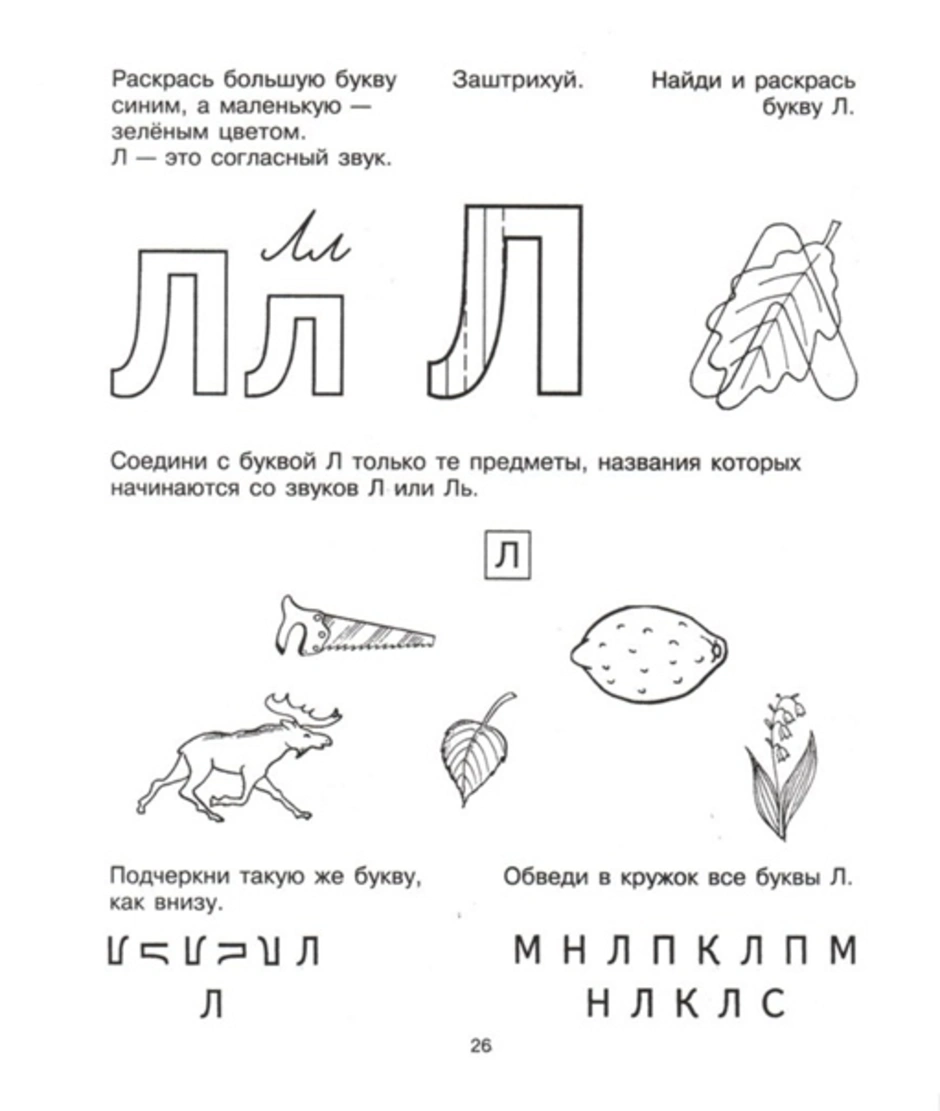 Раскрась большую букву
синим, а маленькую —
зелёным цветом.
Л — это согласный звук.
Заштрихуй.
Найди и раскрась
букву Л.
Лл
Лл
Л
Соедини с буквой Л только те предметы, названия которых
начинаются со звуков Л или Ль.
Л
Подчеркни такую же букву,
как внизу.
Л
Л
Обведи в кружок все буквы Л.
М Н Л П К Л П М
Н Л К Л С
26